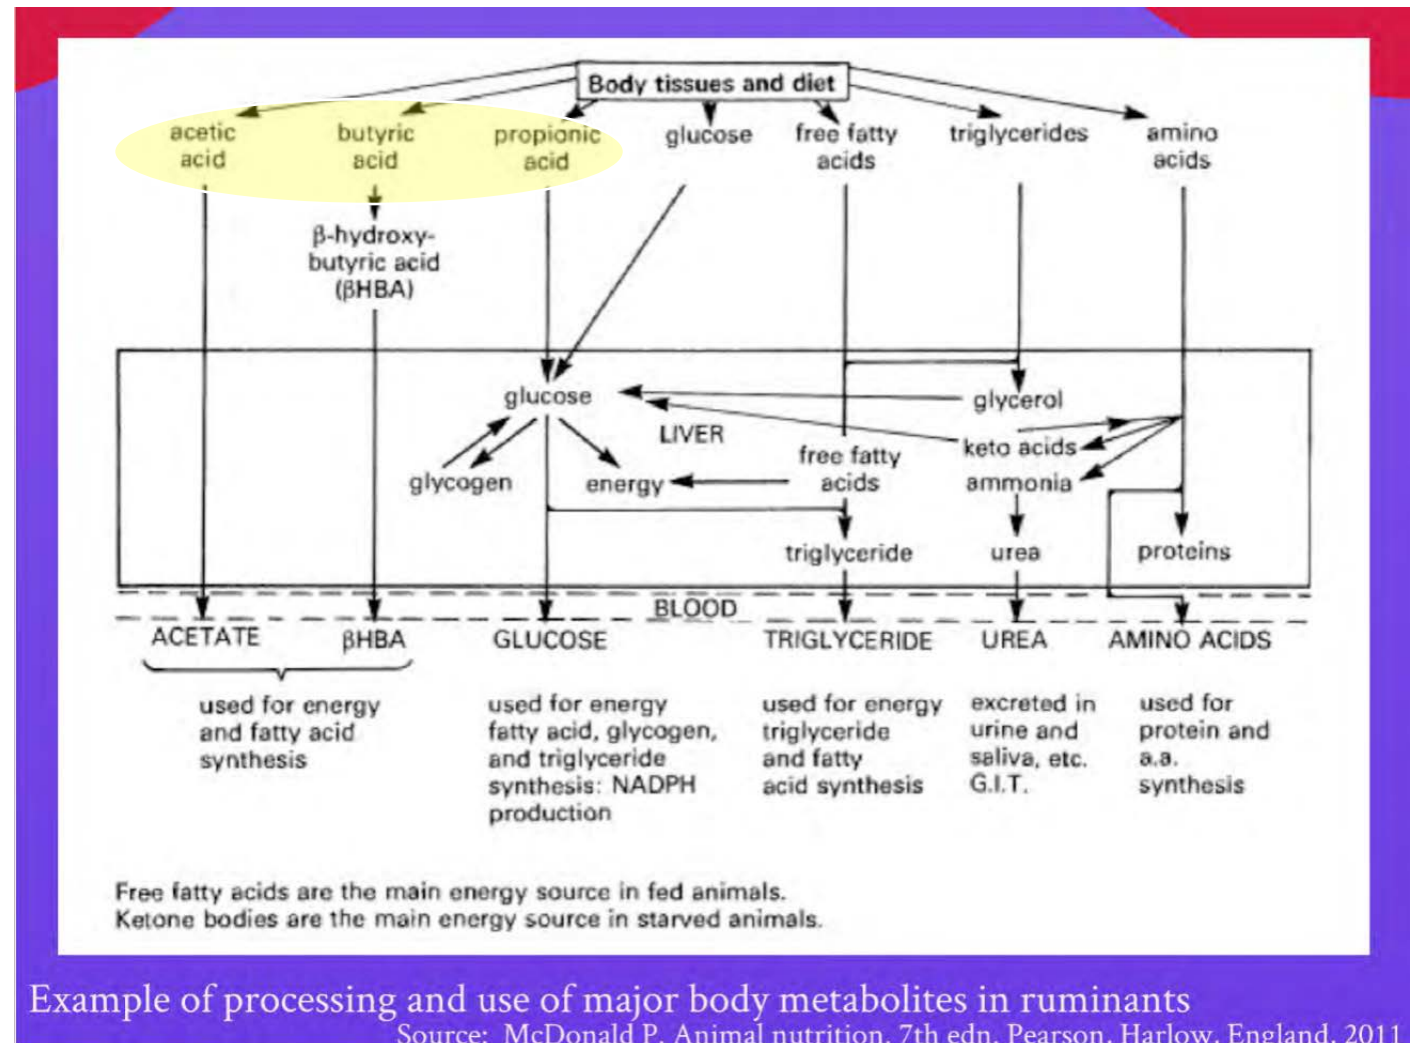 Body tissues and diet
acetic
acid
butyric
acid
propionic
acid
glucose
free fatty
acids
triglycerides
amino
acids
β-hydroxy-
butyric acid
(βHBA)
glucose
glycerol
LIVER
keto acids
free fatty
acids
glycogen
energy
ammonia
triglyceride
urea
proteins
BLOOD
ACETATE
βHBA
GLUCOSE
TRIGLYCERIDE
UREA
AMINO ACIDS
used for energy
and fatty acid
synthesis
used for energy
fatty acid, glycogen,
and triglyceride
synthesis: NADPH
production
used for energy
triglyceride
and fatty
acid synthesis
excreted in
urine and
saliva, etc.
G.I.T.
used for
protein and
a.a.
synthesis
Free fatty acids are the main energy source in fed animals.
Ketone bodies are the main energy source in starved animals.
Example of processing and use of major body metabolites in ruminants
Source: McDonald P. Animal nutrition. 7th edn. Pearson, Harlow, England, 2011